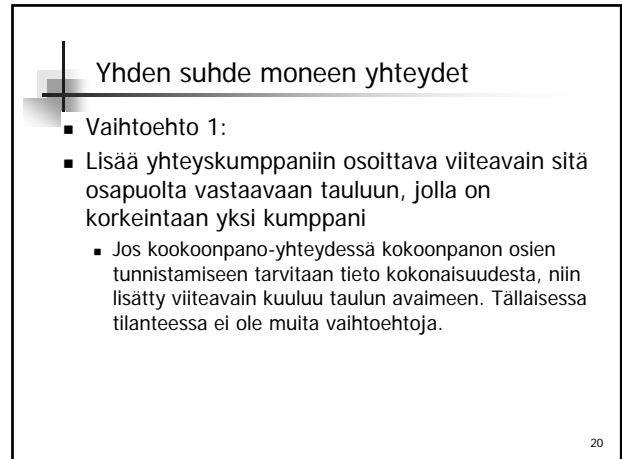 Yhden suhde moneen yhteydet
Vaihtoehto 1:
Lisää yhteyskumppaniin osoittava viiteavain sitä
osapuolta vastaavaan tauluun, jolla on
korkeintaan yksi kumppani
Jos kookoonpano-yhteydessä kokoonpanon osien
tunnistamiseen tarvitaan tieto kokonaisuudesta, niin
lisätty viiteavain kuuluu taulun avaimeen. Tällaisessa
tilanteessa ei ole muita vaihtoehtoja.
20